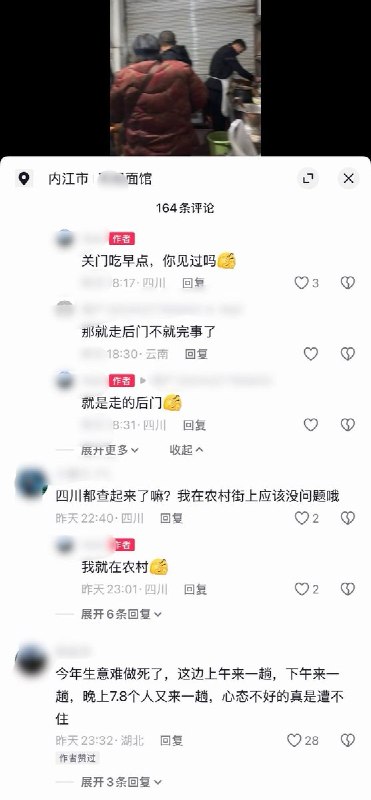 内江市 面馆
164条评论
作者
关门吃早点，你见过吗
8:17·四川 回复 3
那就走后门不就完事了
18:30·云南 回复
作者
就是走的后门
8:31·四川 回复
展开更多 收起
四川都查起来了嘛？我在农村街上应该没问题哦
昨天22:40·四川 回复 2
作者
我就在农村
昨天23:01·四川 回复 2
展开6条回复
今年生意难做死了，这边上午来一趟，下午来一
趟，晚上7.8个人又来一趟，心态不好的真是遭不
住
昨天23:32·湖北 回复 28
作者赞过
展开3条回复